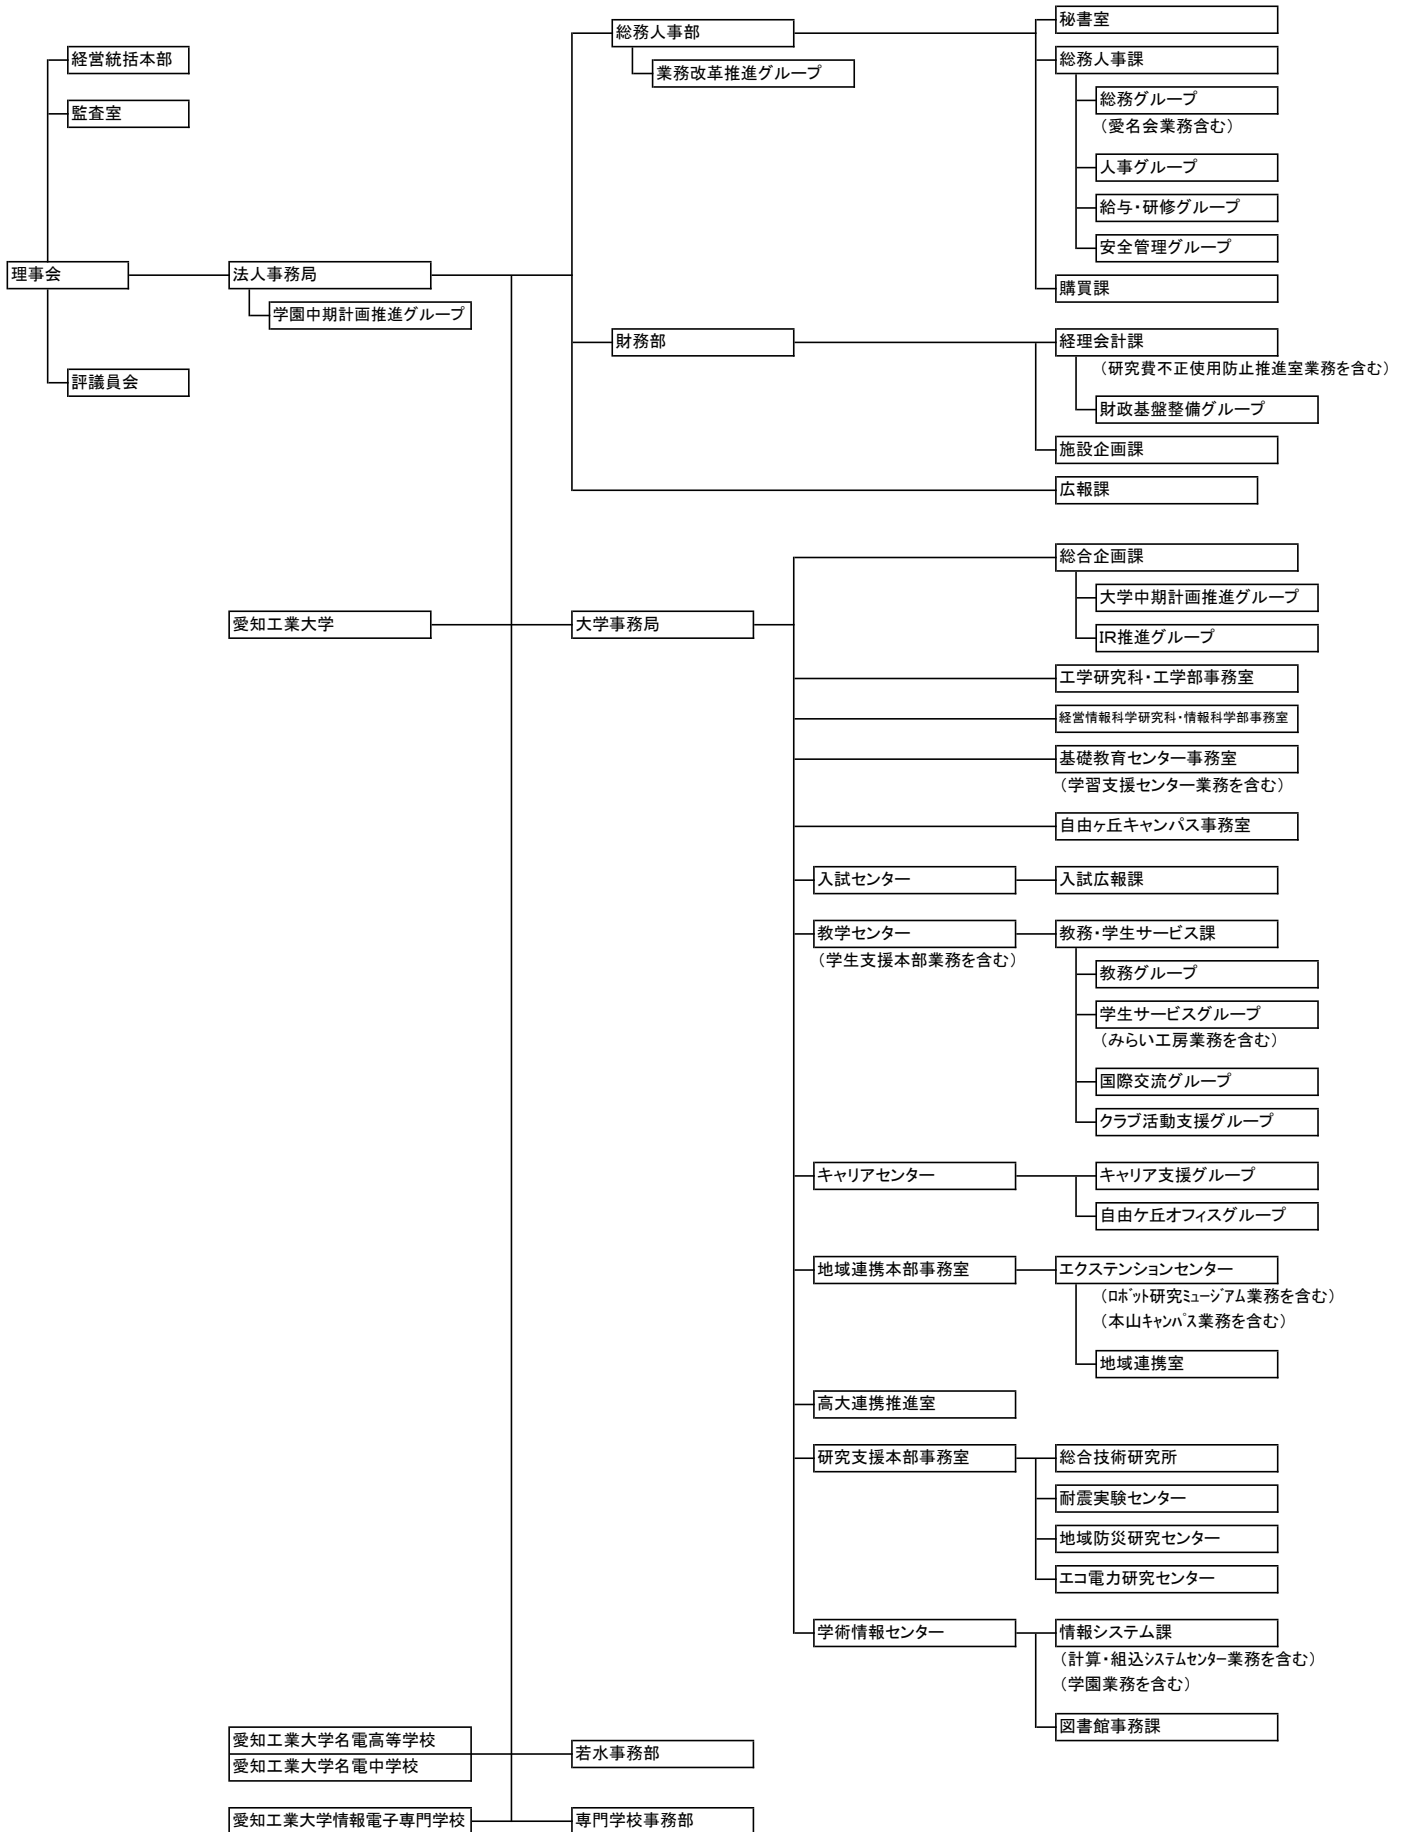 秘書室
総務人事部
経営統括本部
総務人事課
業務改革推進グループ
監査室
総務グループ
（愛名会業務含む）
人事グループ
給与・研修グループ
安全管理グループ
理事会
法人事務局
購買課
学園中期計画推進グループ
財務部
経理会計課
（研究費不正使用防止推進室業務を含む）
評議員会
財政基盤整備グループ
施設企画課
広報課
総合企画課
大学中期計画推進グループ
愛知工業大学
大学事務局
IR推進グループ
工学研究科・工学部事務室
経営情報科学研究科・情報科学部事務室
基礎教育センター事務室
（学習支援センター業務を含む）
自由ヶ丘キャンパス事務室
入試センター
入試広報課
教学センター
教務・学生サービス課
（学生支援本部業務を含む）
教務グループ
学生サービスグループ
（みらい工房業務を含む）
国際交流グループ
クラブ活動支援グループ
キャリアセンター
キャリア支援グループ
自由ケ丘オフィスグループ
地域連携本部事務室
エクステンションセンター
（ﾛﾎﾞｯﾄ研究ﾐｭｰｼﾞｱﾑ業務を含む）
（本山ｷｬﾝﾊﾟｽ業務を含む）
地域連携室
高大連携推進室
研究支援本部事務室
総合技術研究所
耐震実験センター
地域防災研究センター
エコ電力研究センター
学術情報センター
情報システム課
（計算・組込ｼｽﾃﾑｾﾝﾀｰ業務を含む）
（学園業務を含む）
図書館事務課
愛知工業大学名電高等学校
愛知工業大学名電中学校
若水事務部
愛知工業大学情報電子専門学校
専門学校事務部